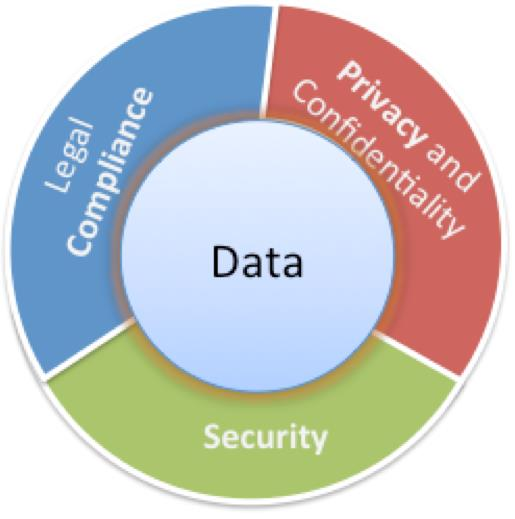 Legal
Compliance
Privacy and
Confidentiality
Data
Security